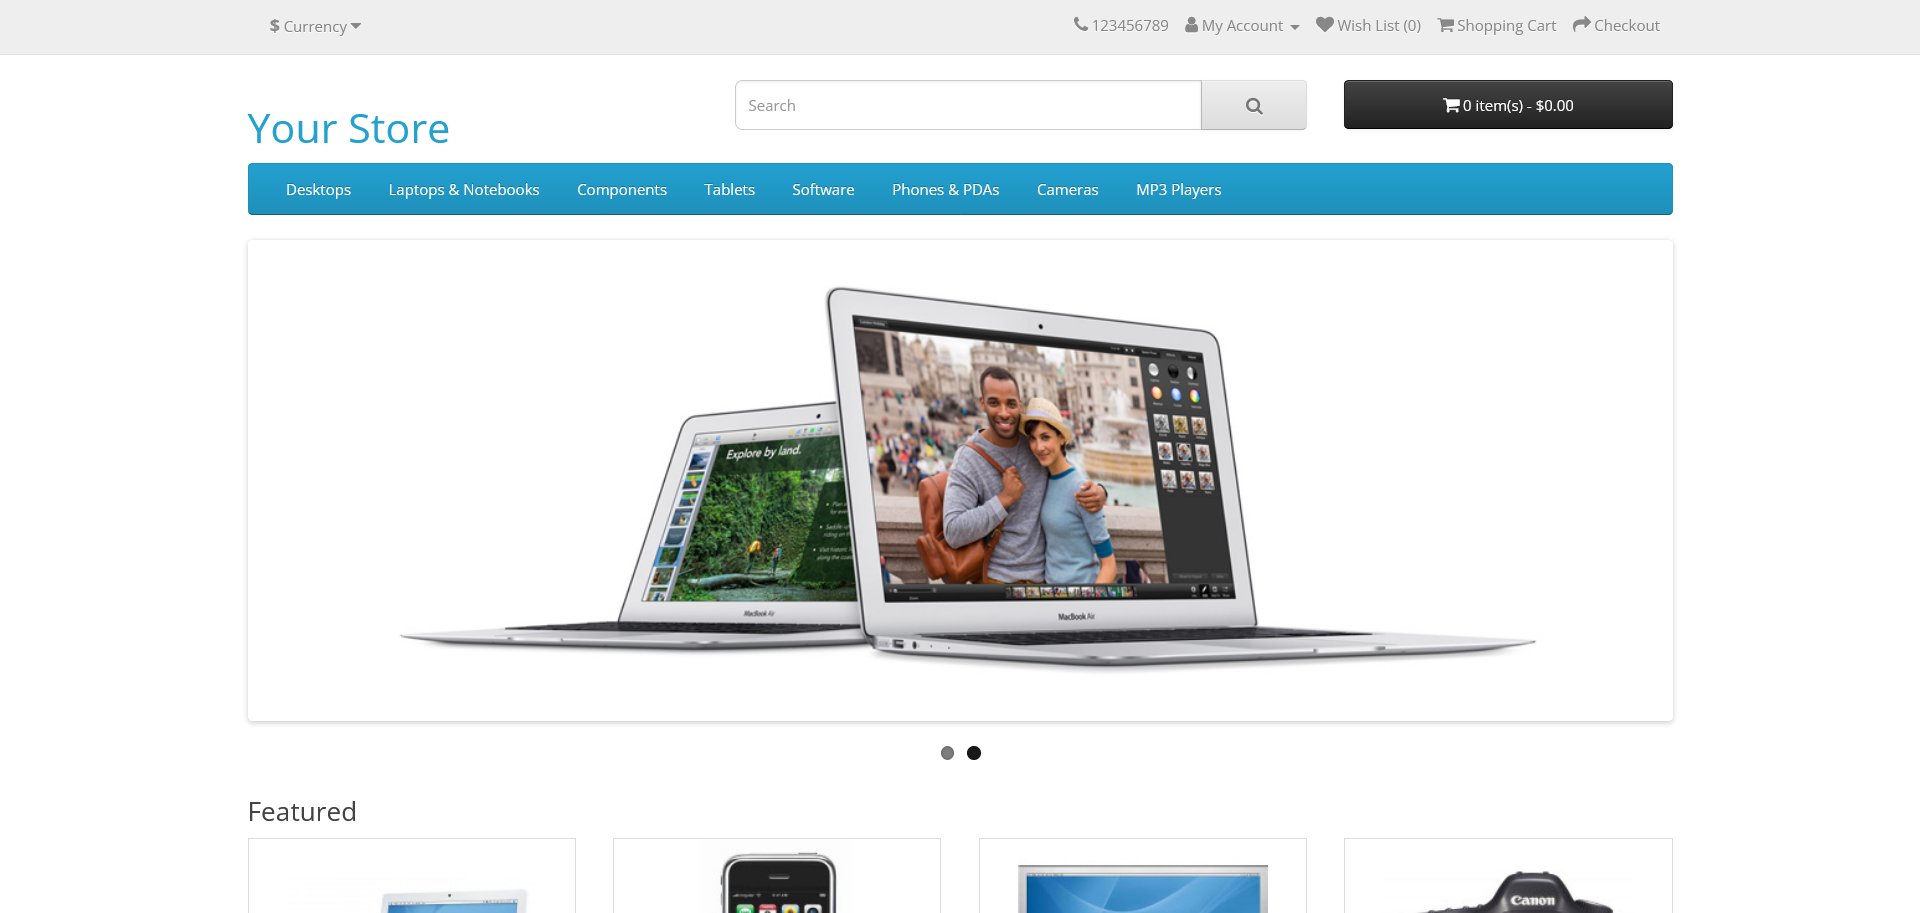 $ Currency
123456789 My Account Wish List (0) Shopping Cart Checkout
Search
0 item(s) - $0.00
Your Store
Desktops Laptops & Notebooks Components Tablets Software Phones & PDAs Cameras MP3 Players
Explore by land.
MacBook Air
MacBook Air
Featured
Canon